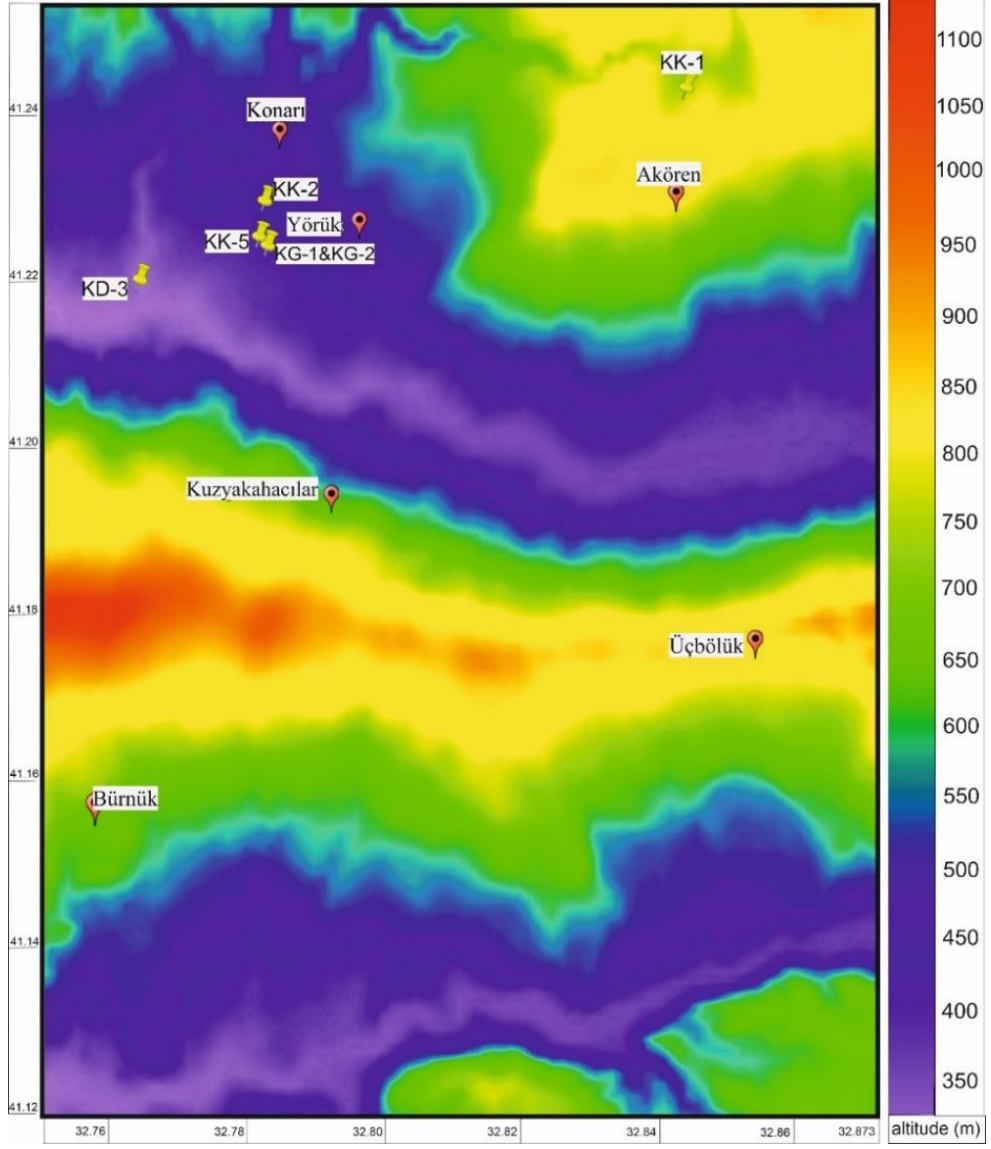 1100
KK-1
41.24
Konarı
1050
1000
Akören
KK-2
Yörük
KK-5
KG-1&KG-2
950
41.22
KD-3
900
850
41.20
800
Kuzyakahacılar
750
700
41.18
Üçbölük
650
600
41.16
Bürnük
550
500
41.14
450
400
350
41.12
32.76
32.78
32.80
32.82
32.84
32.86
32.873
altitude (m)